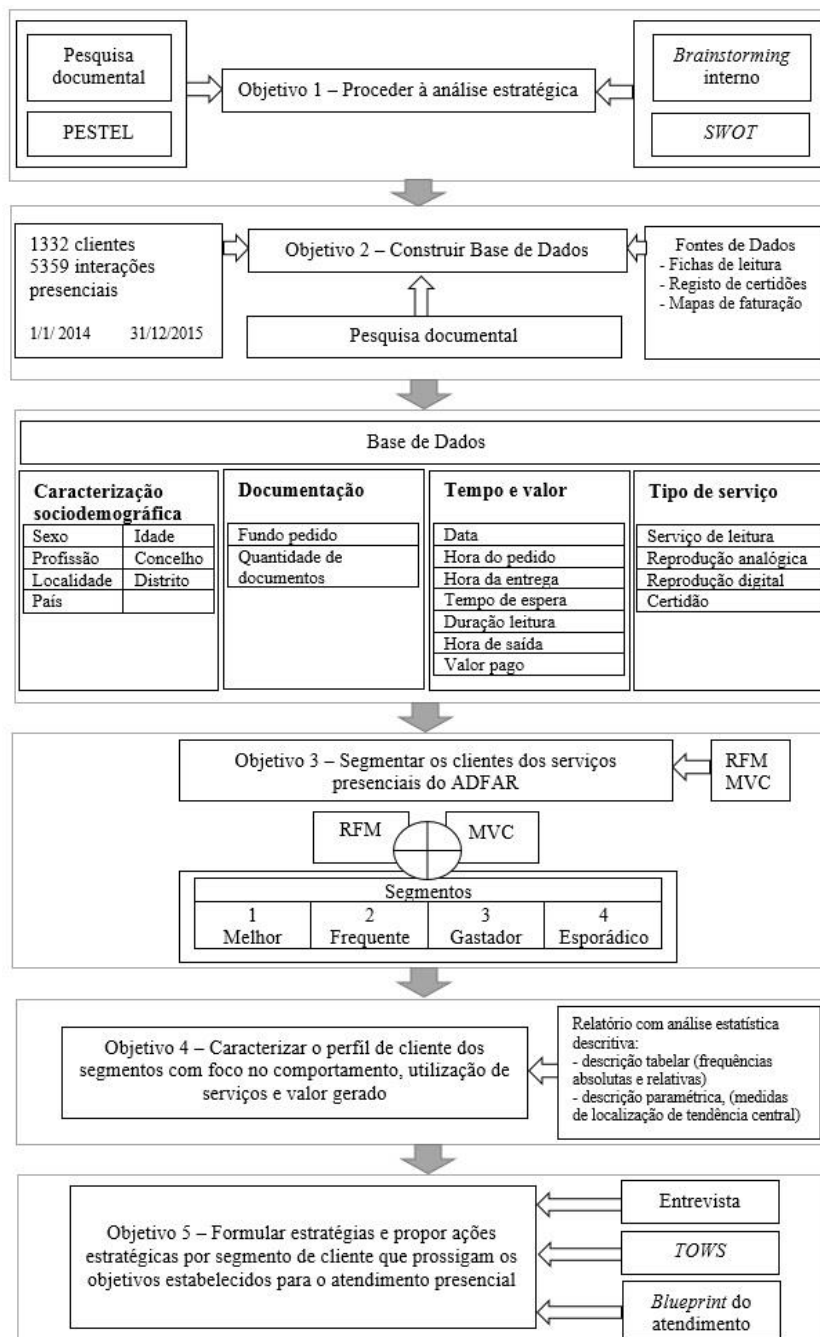 Pesquisa
documental
PESTEL
Objetivo 1 – Proceder à análise estratégica
Brainstorming
interno
SWOT
1332 clientes
5359 interações
presenciais
1/1/ 2014 31/12/2015
Objetivo 2 – Construir Base de Dados
Pesquisa documental
Fontes de Dados
- Fichas de leitura
- Registo de certidões
- Mapas de faturação
Base de Dados
Caracterização
sociodemográfica
Sexo Idade
Profissão Concelho
Localidade Distrito
País
Documentação
Fundo pedido
Quantidade de
documentos
Tempo e valor
Data
Hora do pedido
Hora da entrega
Tempo de espera
Duração leitura
Hora de saída
Valor pago
Tipo de serviço
Serviço de leitura
Reprodução analógica
Reprodução digital
Certidão
Objetivo 3 – Segmentar os clientes dos serviços
presenciais do ADFAR
RFM
MVC
RFM MVC
Segmentos
1 2 3 4
Melhor Frequente Gastador Esporádico
Objetivo 4 – Caracterizar o perfil de cliente dos
segmentos com foco no comportamento, utilização de
serviços e valor gerado
Relatório com análise estatística
descritiva:
- descrição tabelar (frequências
absolutas e relativas)
- descrição paramétrica, (medidas
de localização de tendência central)
Objetivo 5 – Formular estratégias e propor ações
estratégicas por segmento de cliente que prossigam os
objetivos estabelecidos para o atendimento presencial
Entrevista
TOWS
Blueprint do
atendimento